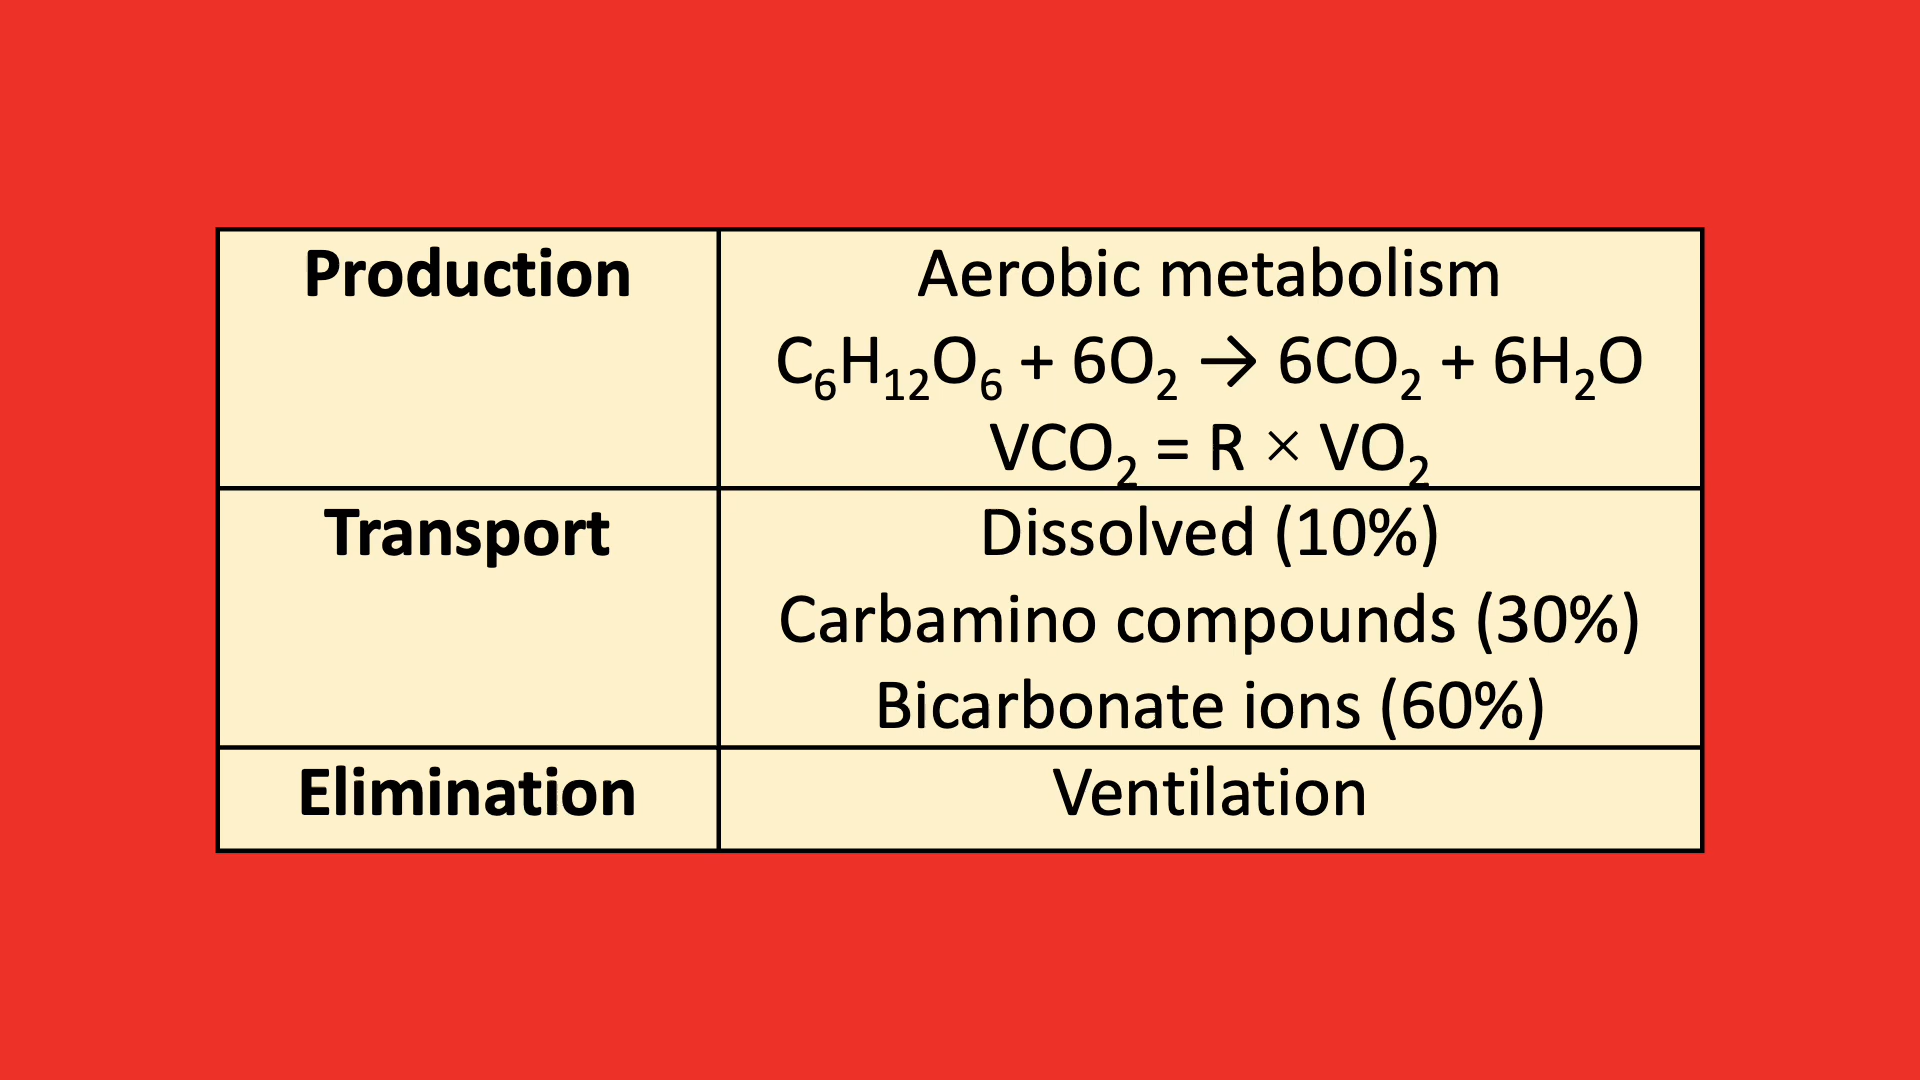 Production
Aerobic metabolism
C₆H₁₂O₆ + 6O₂ → 6CO₂ + 6H₂O
VCO₂ = R × VO₂
Transport
Dissolved (10%)
Carbamino compounds (30%)
Bicarbonate ions (60%)
Elimination
Ventilation